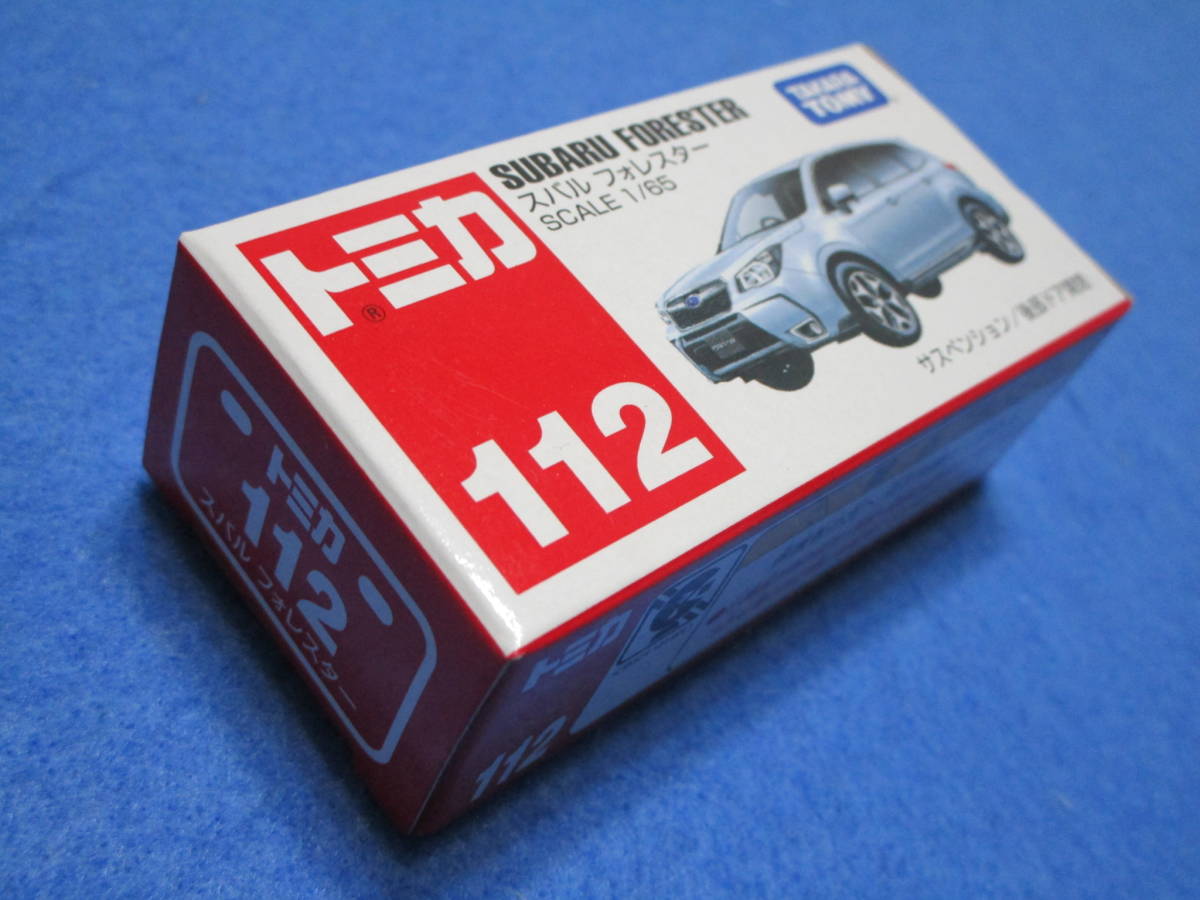 トミカ
®
112
SUBARU FORESTER
スバル フォレスター
SCALE 1/65
TAKARA
TOMY
サスペンション/後部ドア開閉
トミカ
112
スバル フォレスター
トミカ
112